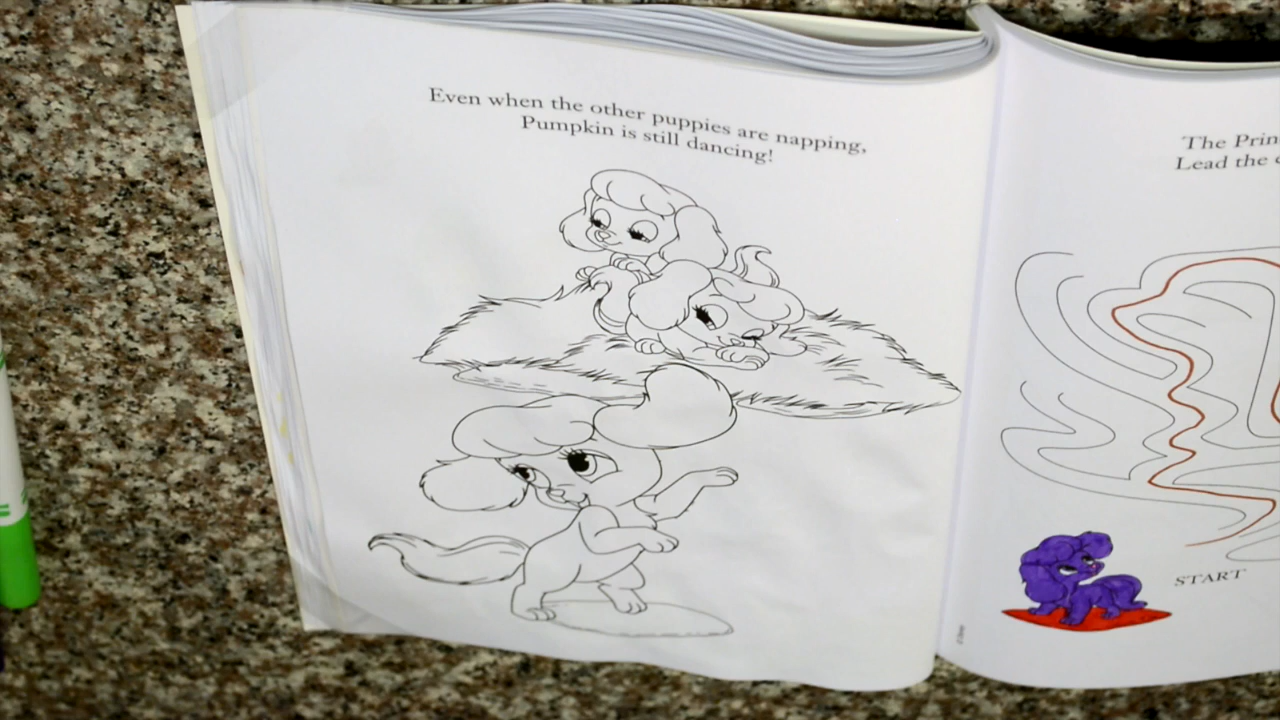 Even when the other puppies are napping,
Pumpkin is still dancing!
The Prin
Lead the
START